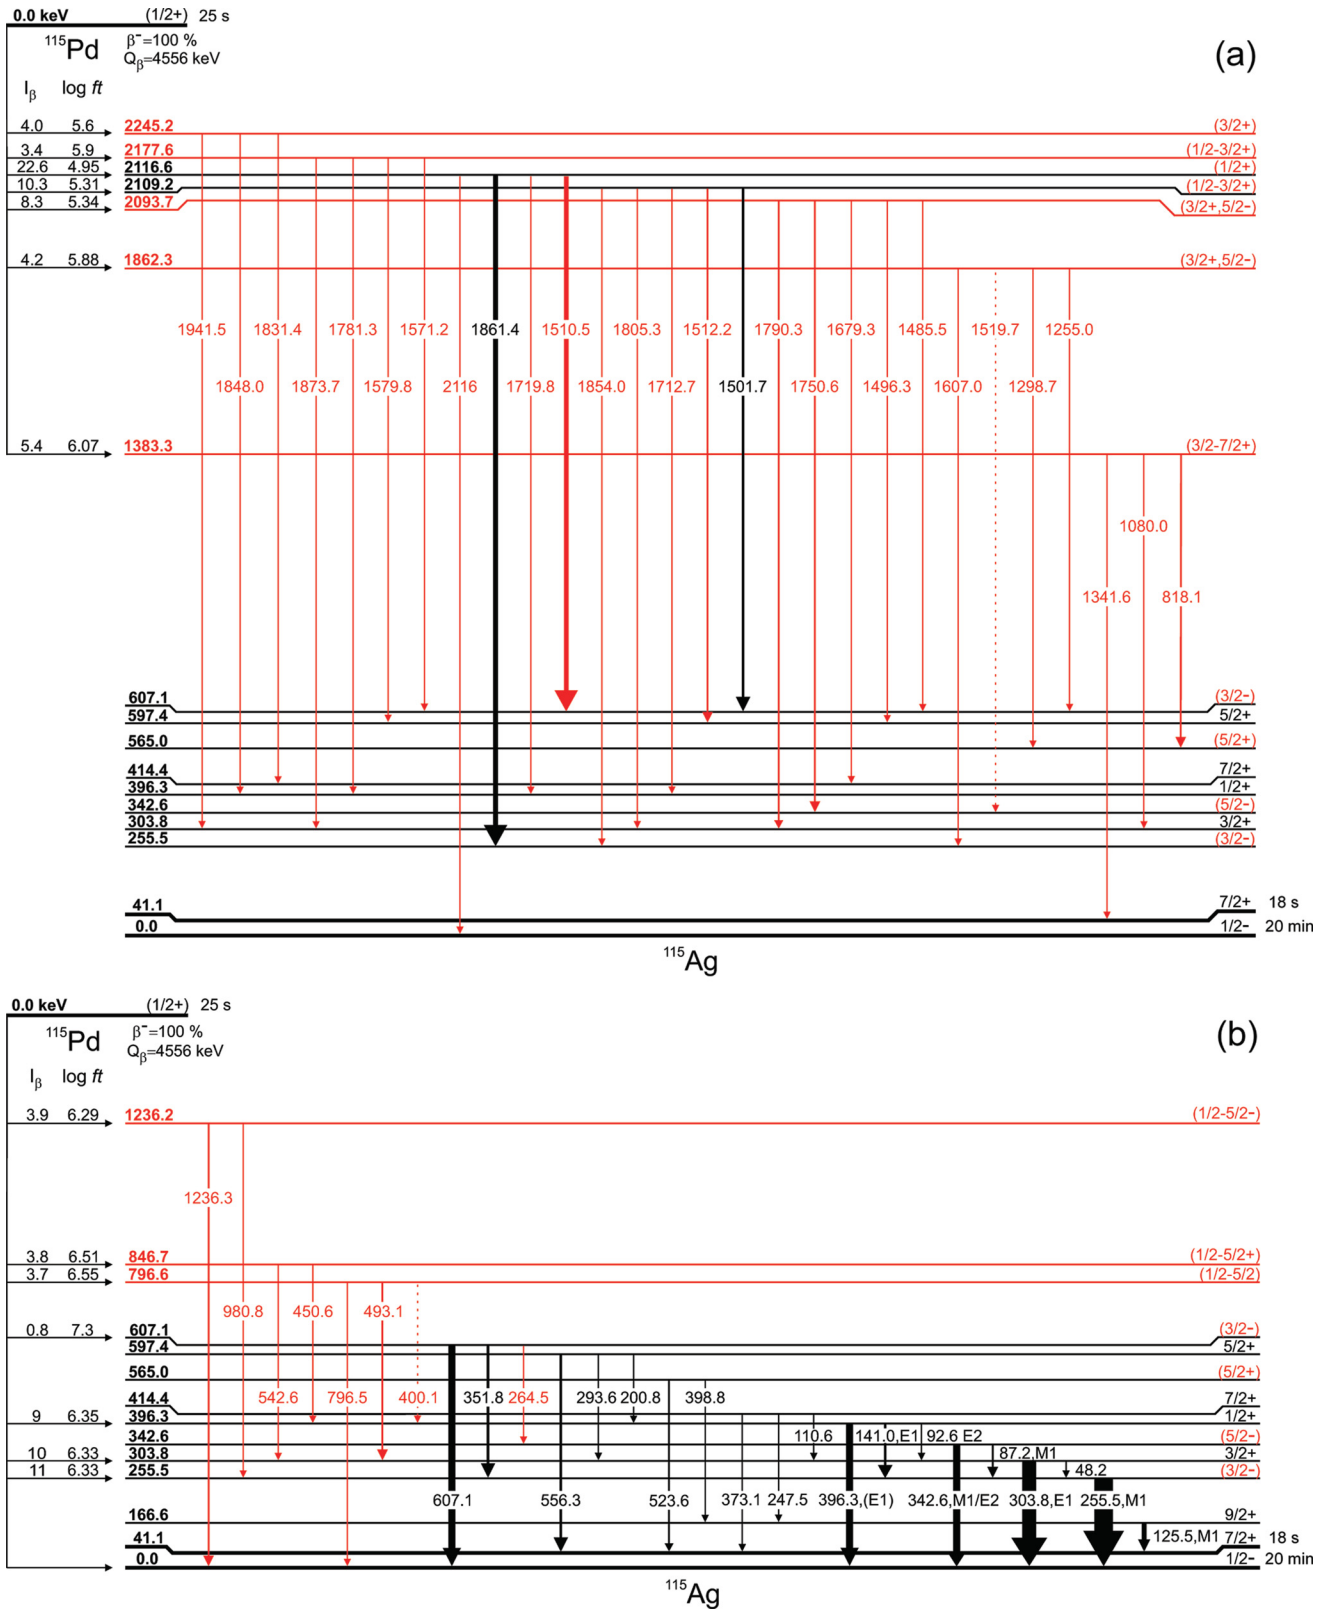 0.0 keV (1/2+) 25 s
115Pd β−=100 %
Qβ=4556 keV
(a)
Iβ log ft
4.0 5.6 2245.2 (3/2+)
3.4 5.9 2177.6 (1/2-3/2+)
22.6 4.95 2116.6 (1/2+)
10.3 5.31 2109.2 (1/2-3/2+)
8.3 5.34 2093.7 (3/2+,5/2−)
4.2 5.88 1862.3 (3/2+,5/2−)
1941.5 1831.4 1781.3 1571.2 1861.4 1510.5 1805.3 1512.2 1790.3 1679.3 1485.5 1519.7 1255.0
1848.0 1873.7 1579.8 2116 1719.8 1854.0 1712.7 1501.7 1750.6 1496.3 1607.0 1298.7
5.4 6.07 1383.3 (3/2-7/2+)
1080.0
1341.6 818.1
607.1 (3/2−)
597.4 5/2+
565.0 (5/2+)
414.4 7/2+
396.3 1/2+
342.6 (5/2−)
303.8 3/2+
255.5 (3/2−)
41.1 7/2+ 18 s
0.0 1/2− 20 min
115Ag
0.0 keV (1/2+) 25 s
115Pd β−=100 %
Qβ=4556 keV
(b)
Iβ log ft
3.9 6.29 1236.2 (1/2-5/2−)
1236.3
3.8 6.51 846.7 (1/2-5/2+)
3.7 6.55 796.6 (1/2-5/2)
980.8 450.6 493.1
0.8 7.3 607.1 (3/2−)
597.4 5/2+
565.0 (5/2+)
542.6 796.5 400.1 351.8 264.5 293.6 200.8 398.8
414.4 7/2+
9 6.35 396.3 1/2+
110.6 141.0,E1 92.6 E2
342.6 (5/2−)
10 6.33 303.8 87.2,M1 3/2+
11 6.33 255.5 48.2 (3/2−)
607.1 556.3 523.6 373.1 247.5 396.3,(E1) 342.6,M1/E2 303.8,E1 255.5,M1
166.6 9/2+
41.1 125.5,M1 7/2+ 18 s
0.0 1/2− 20 min
115Ag